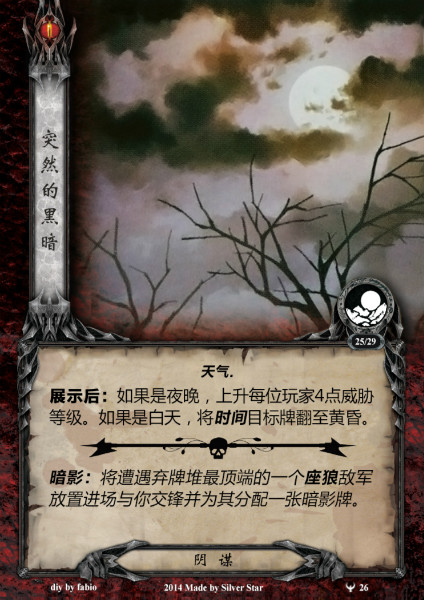 突然的黑暗
25/29
天气.
展示后：如果是夜晚，上升每位玩家4点威胁
等级。如果是白天，将时间目标牌翻至黄昏。
暗影：将遭遇弃牌堆最顶端的一个座狼敌军
放置进场与你交锋并为其分配一张暗影牌。
阴谋
diy by fabio
2014 Made by Silver Star
26